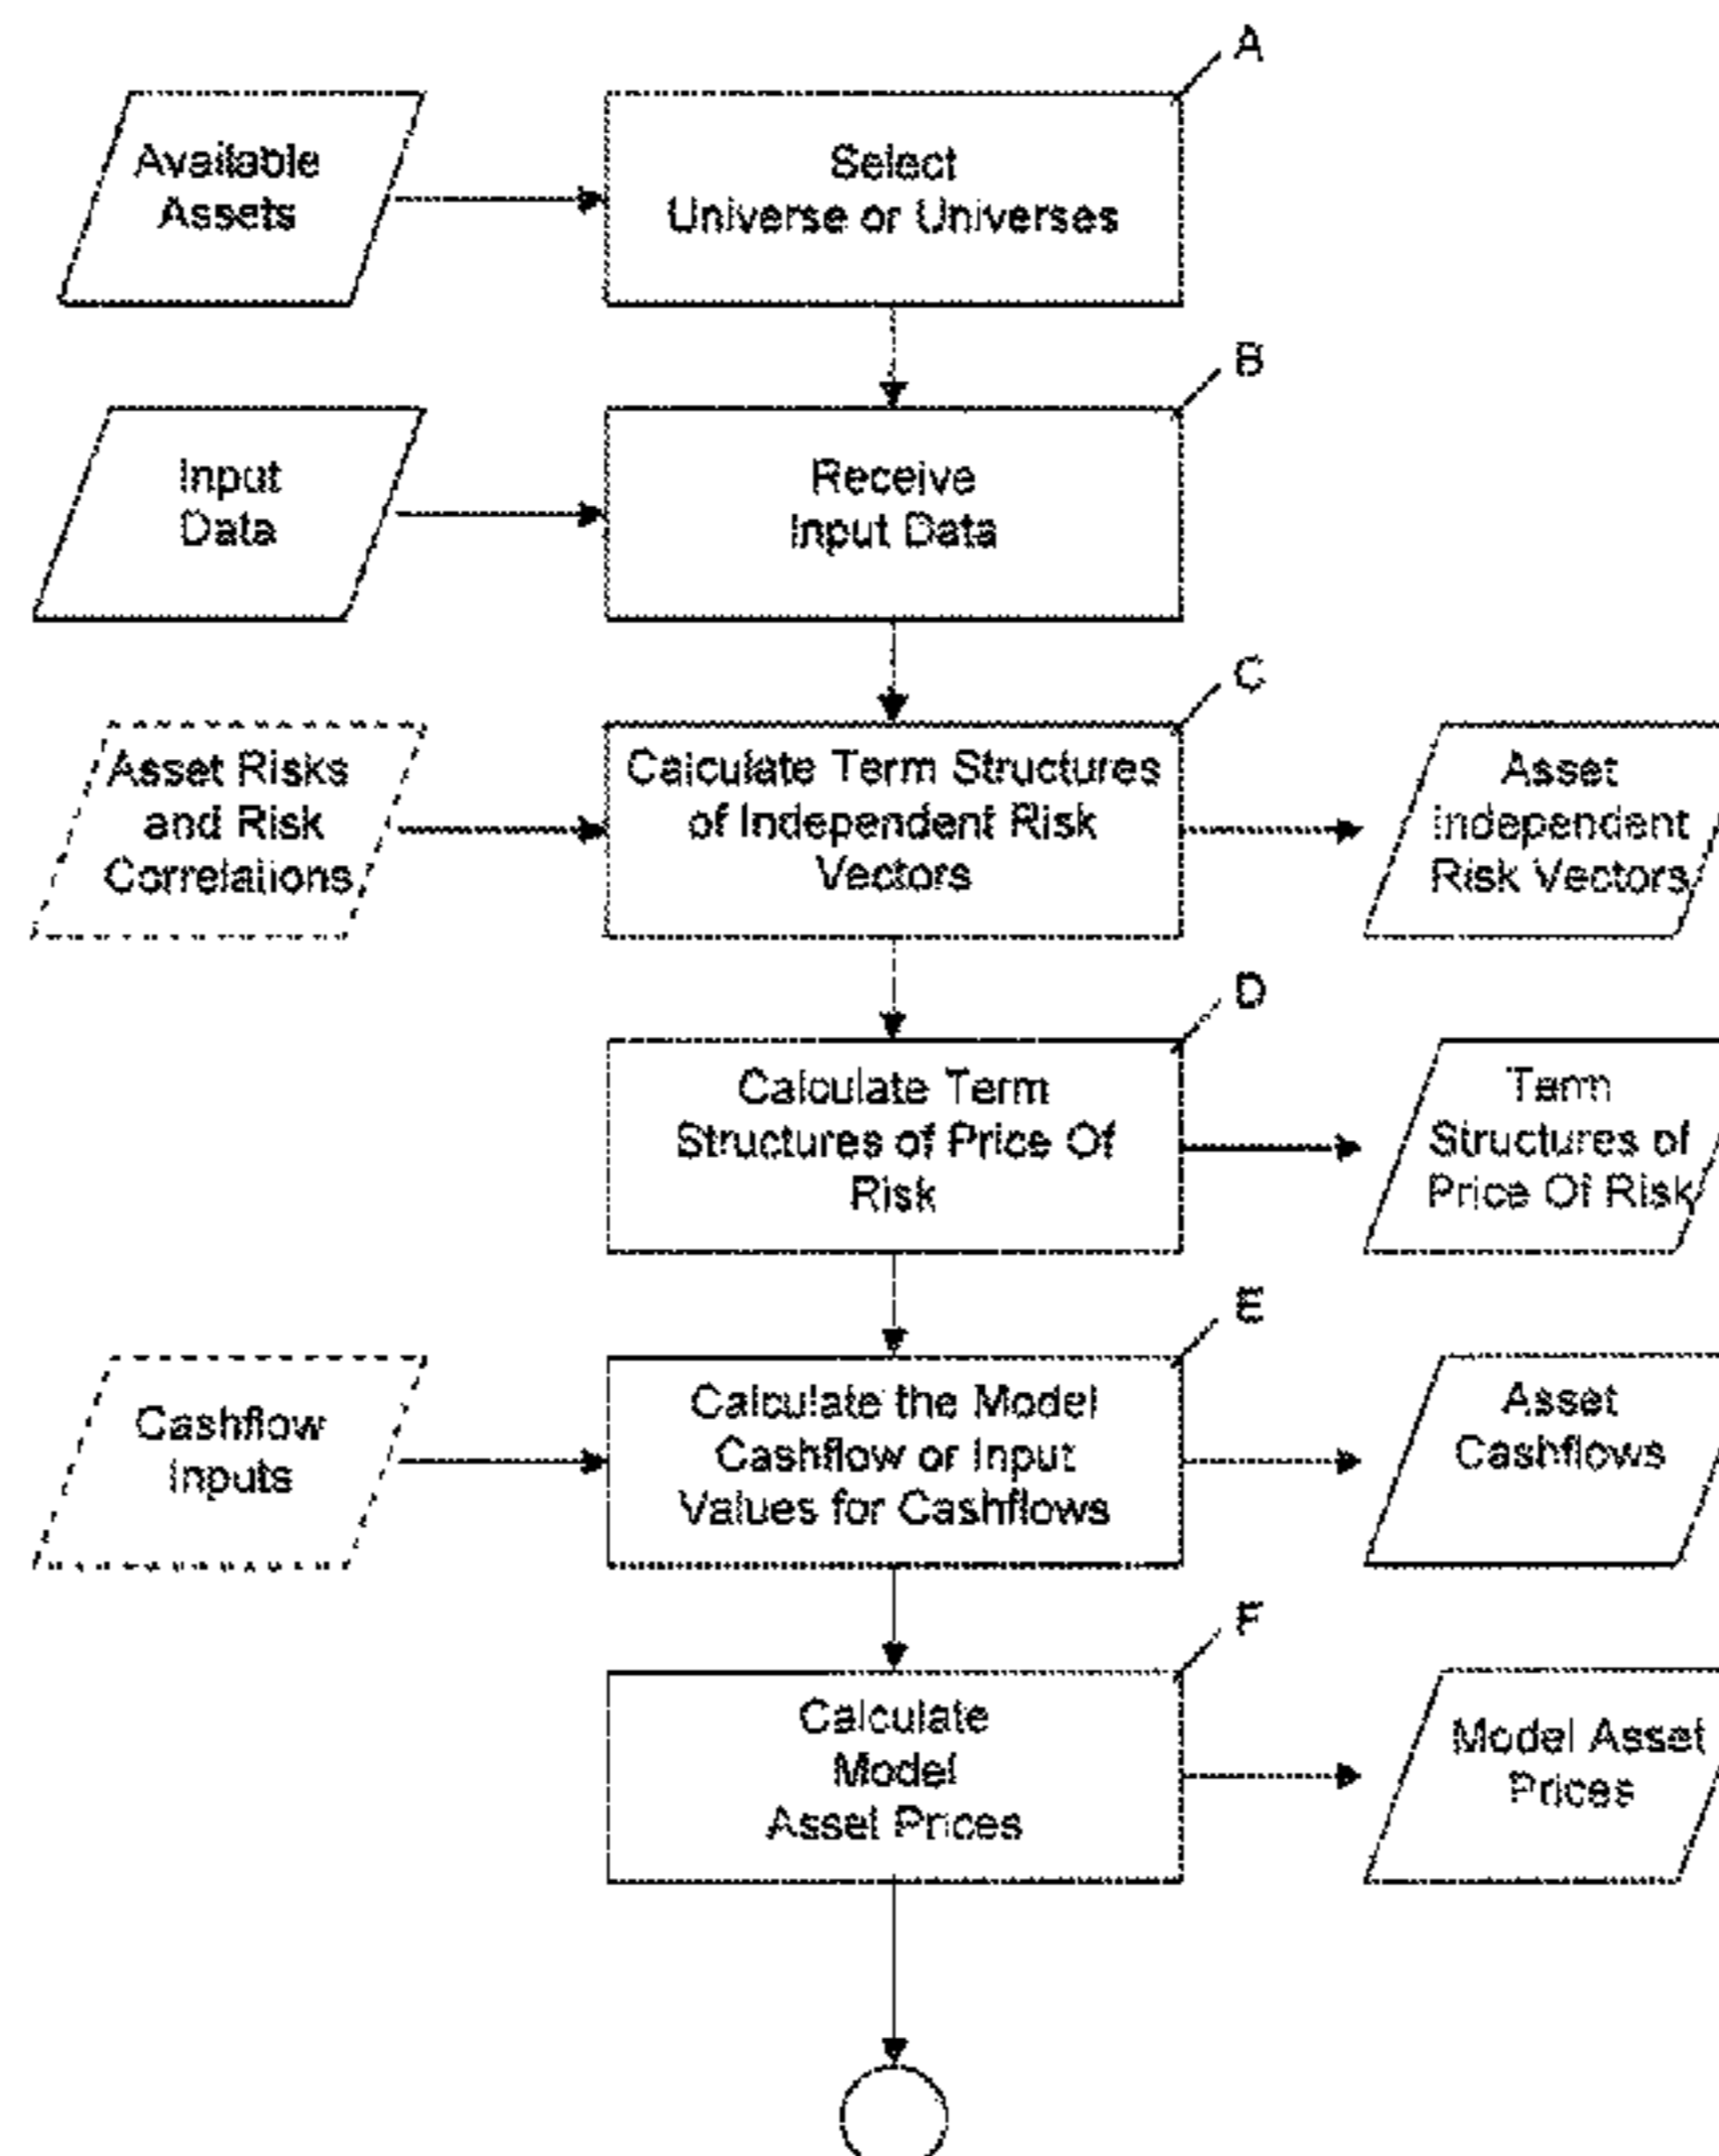 A
Available
Assets
Select
Universe or Universes
B
Input
Data
Receive
Input Data
C
Asset Risks
and Risk
Correlations
Calculate Term Structures
of Independent Risk
Vectors
Asset
Independent
Risk Vectors
D
Calculate Term
Structures of Price Of
Risk
Term
Structures of
Price Of Risk
E
Cashflow
Inputs
Calculate the Model
Cashflow or Input
Values for Cashflows
Asset
Cashflows
F
Calculate
Model
Asset Prices
Model Asset
Prices